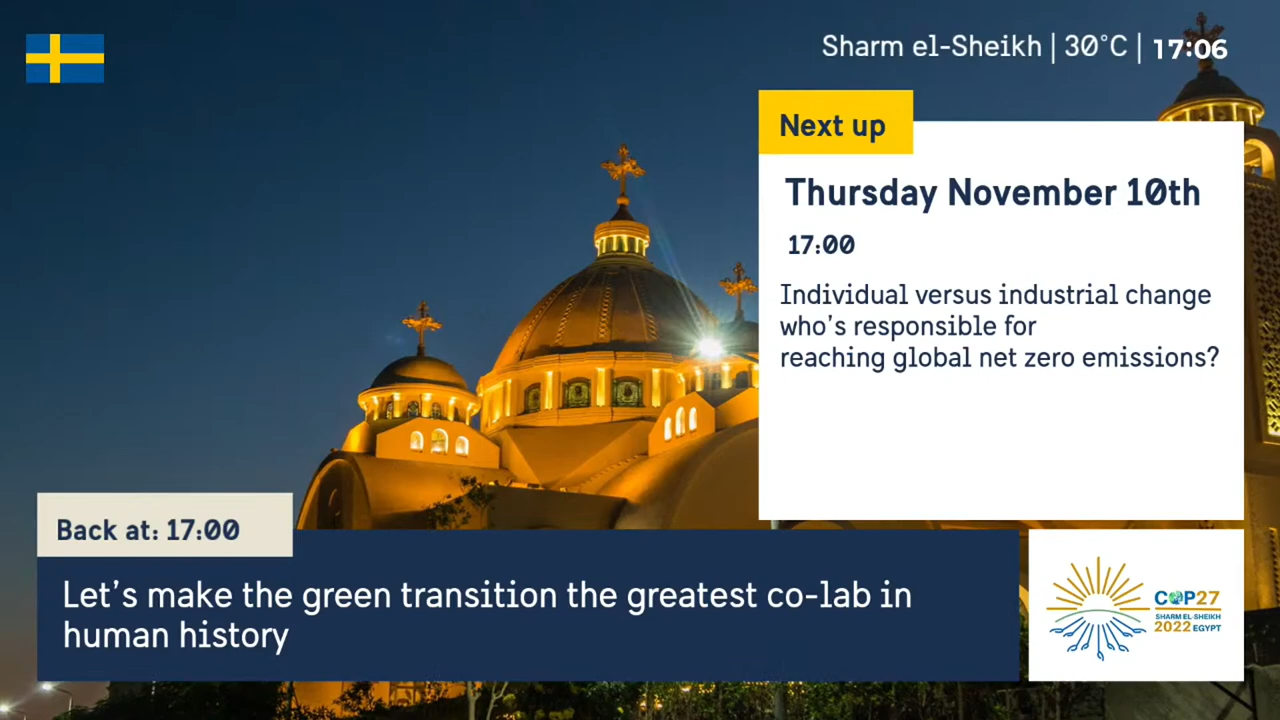 Sharm el-Sheikh | 30°C | 17:06
Next up
Thursday November 10th
17:00
Individual versus industrial change
who's responsible for
reaching global net zero emissions?
Back at: 17:00
Let's make the green transition the greatest co-lab in
human history
COP27
SHARM EL-SHEIKH
2022 EGYPT